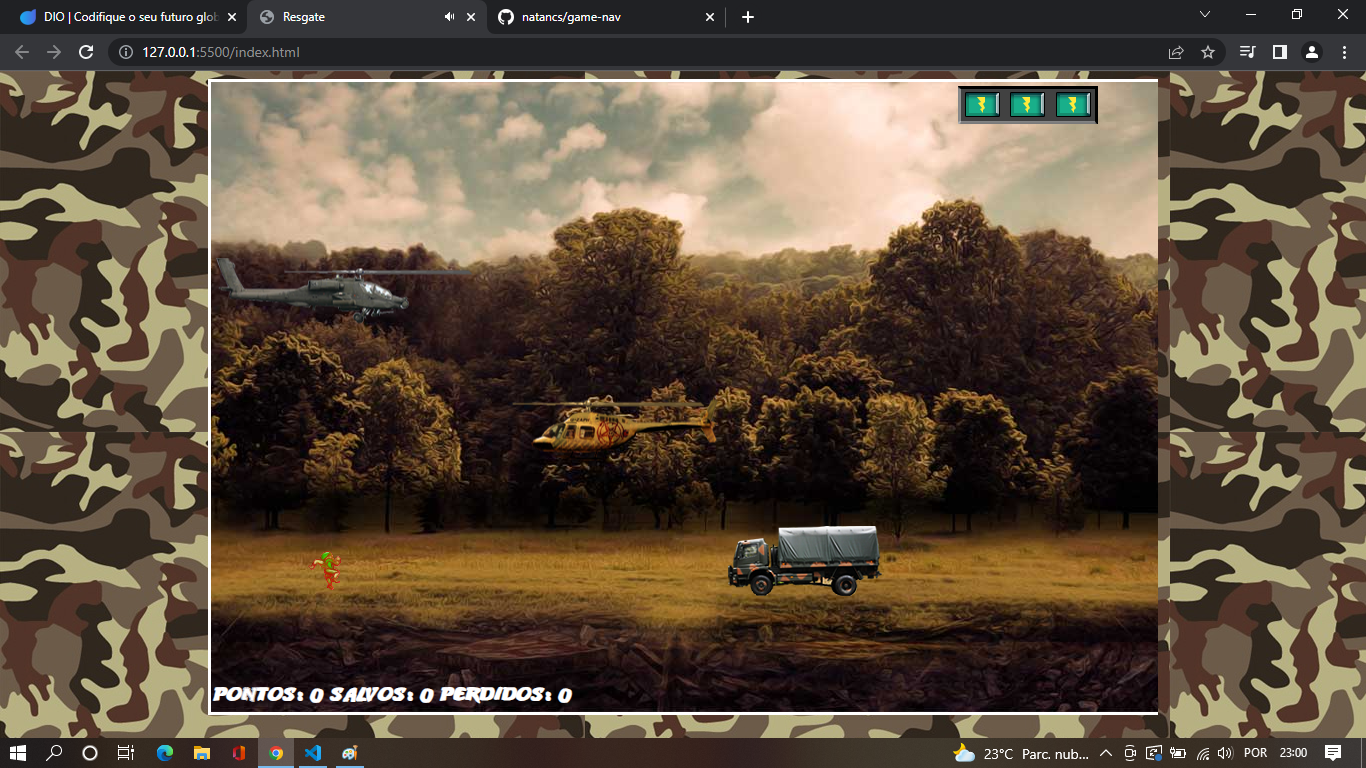 DIO | Codifique o seu futuro glob
Resgate
natancs/game-nav
127.0.0.1:5500/index.html
PONTOS: 0 SALVOS: 0 PERDIDOS: 0
23°C Parc. nub...
POR
23:00